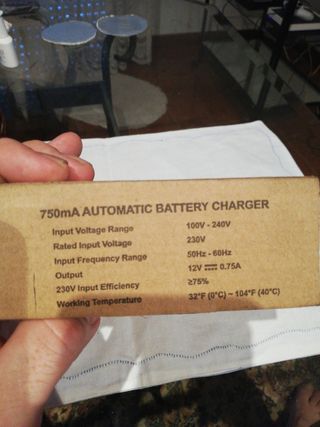 750mA AUTOMATIC BATTERY CHARGER
Input Voltage Range 100V - 240V
Rated Input Voltage 230V
Input Frequency Range 50Hz - 60Hz
Output 12V ⎓ 0.75A
230V Input Efficiency ≥75%
Working Temperature 32°F (0°C) ~ 104°F (40°C)